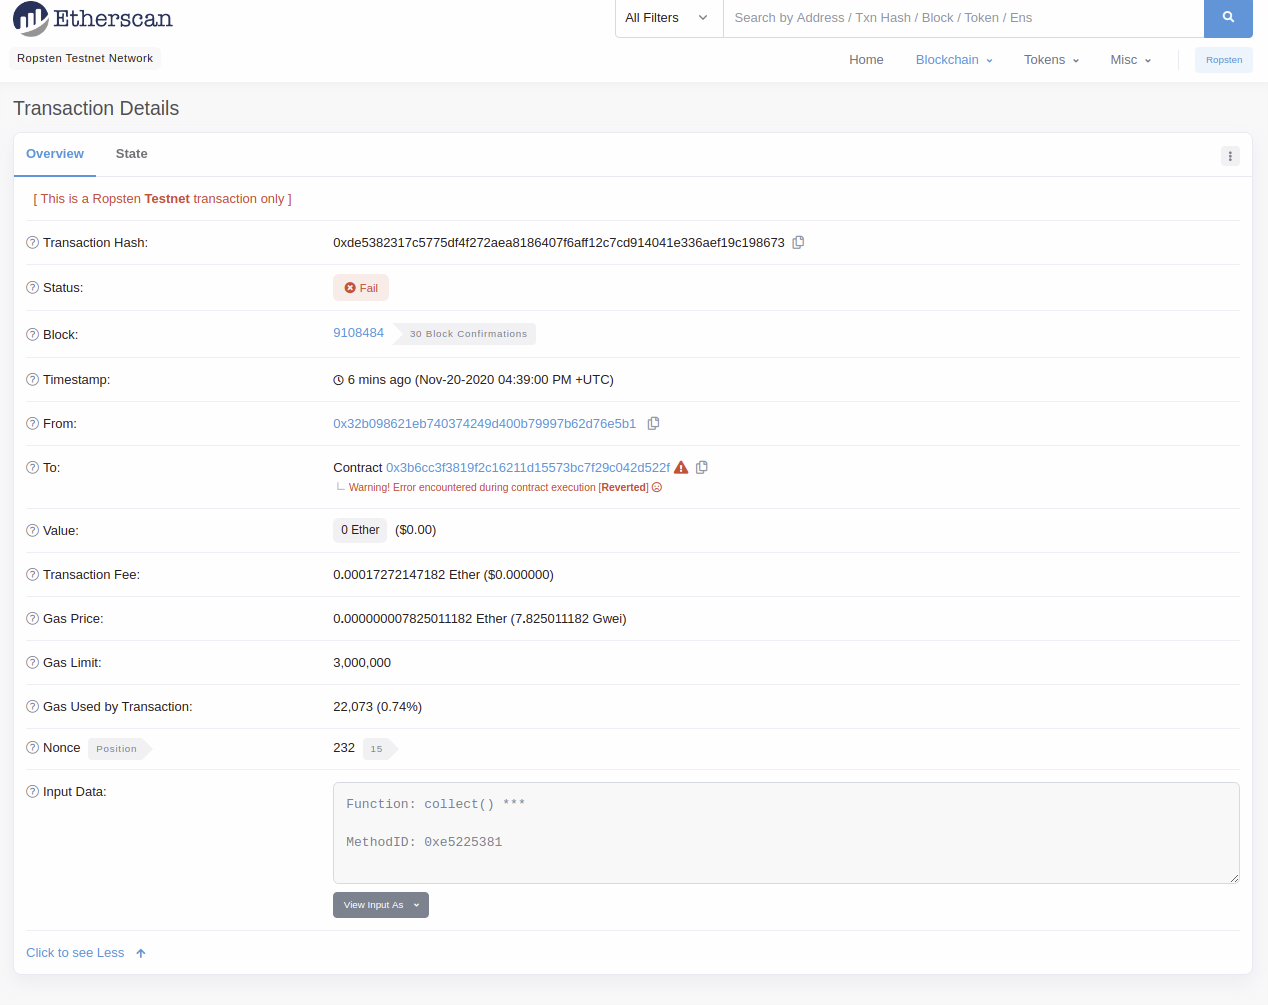 Etherscan
All Filters
Search by Address / Txn Hash / Block / Token / Ens
Ropsten Testnet Network
Home Blockchain Tokens Misc Ropsten
Transaction Details
Overview State
[ This is a Ropsten Testnet transaction only ]
Transaction Hash: 0xde5382317c5775df4f272aea8186407f6aff12c7cd914041e336aef19c198673
Status: Fail
Block: 9108484 30 Block Confirmations
Timestamp: 6 mins ago (Nov-20-2020 04:39:00 PM +UTC)
From: 0x32b098621eb740374249d400b79997b62d76e5b1
To: Contract 0x3b6cc3f3819f2c16211d15573bc7f29c042d522f
Warning! Error encountered during contract execution [Reverted]
Value: 0 Ether ($0.00)
Transaction Fee: 0.00017272147182 Ether ($0.000000)
Gas Price: 0.000000007825011182 Ether (7.825011182 Gwei)
Gas Limit: 3,000,000
Gas Used by Transaction: 22,073 (0.74%)
Nonce Position 232 15
Input Data:
Function: collect() ***
MethodID: 0xe5225381
View Input As
Click to see Less